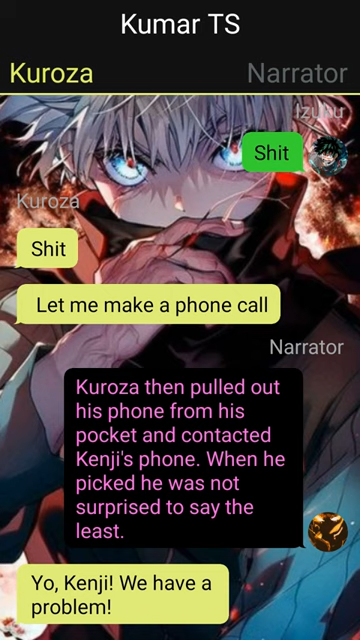 Kumar TS
Kuroza
Narrator
Izuku
Shit
Kuroza
Shit
Let me make a phone call
Narrator
Kuroza then pulled out
his phone from his
pocket and contacted
Kenji's phone. When he
picked he was not
surprised to say the
least.
Yo, Kenji! We have a
problem!